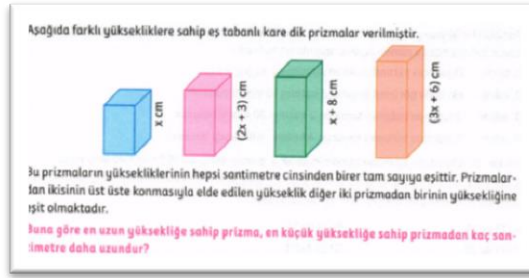 Aşağıda farklı yüksekliklere sahip eş tabanlı kare dik prizmalar verilmiştir.
x cm
(2x + 3) cm
x + 8 cm
(3x + 6) cm
Bu prizmaların yüksekliklerinin hepsi santimetre cinsinden birer tam sayıya eşittir. Prizmalar-
dan ikisinin üst üste konmasıyla elde edilen yükseklik diğer iki prizmadan birinin yüksekliğine
eşit olmaktadır.
Buna göre en uzun yüksekliğe sahip prizma, en küçük yüksekliğe sahip prizmadan kaç san-
timetre daha uzundur?